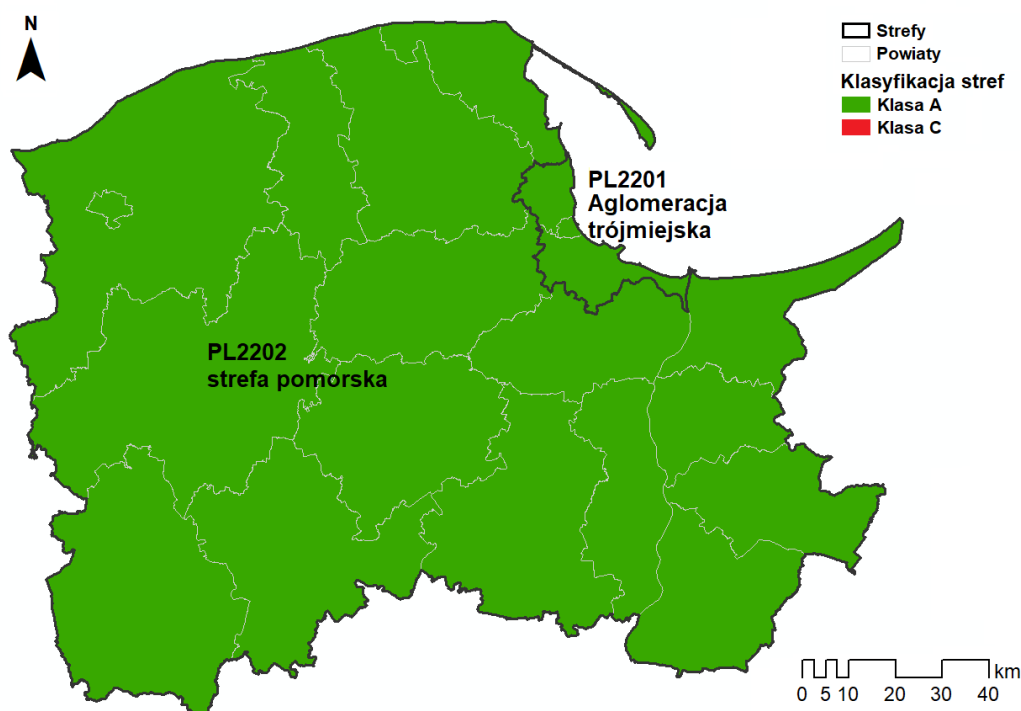 N
Strefy
Powiaty
Klasyfikacja stref
Klasa A
Klasa C
PL2201
Aglomeracja
trójmiejska
PL2202
strefa pomorska
km
0 5 10 20 30 40